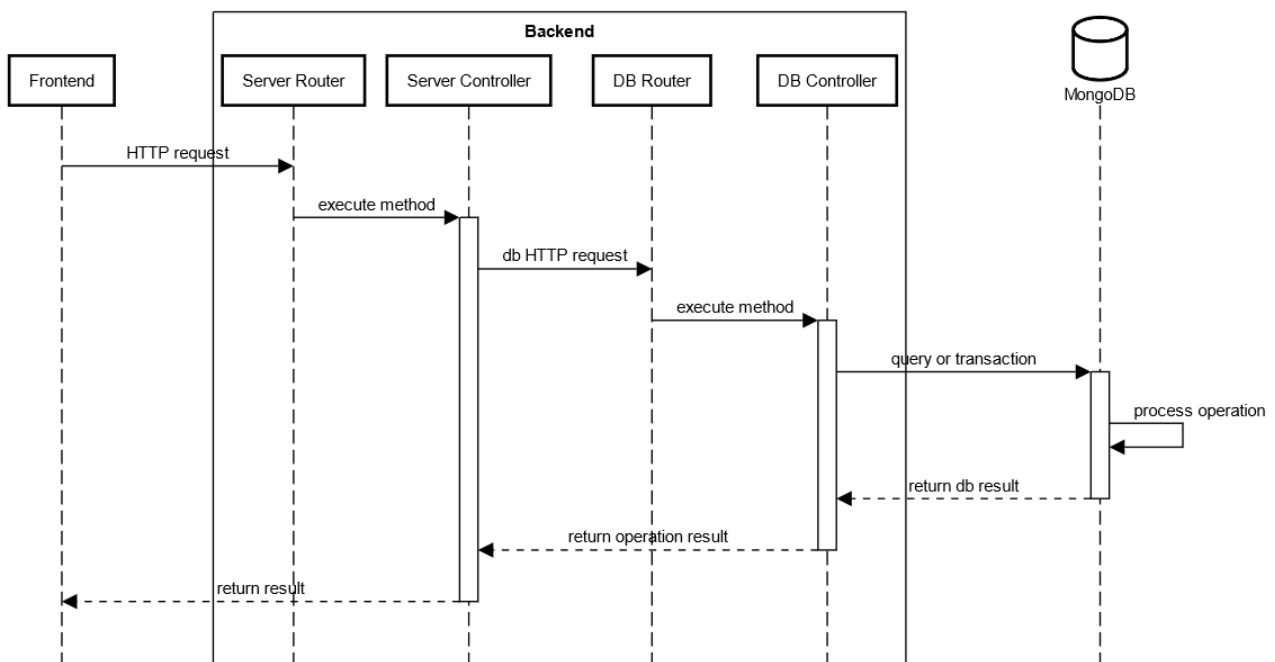 Backend
Frontend
Server Router
Server Controller
DB Router
DB Controller
MongoDB
HTTP request
execute method
db HTTP request
execute method
query or transaction
process operation
return db result
return operation result
return result